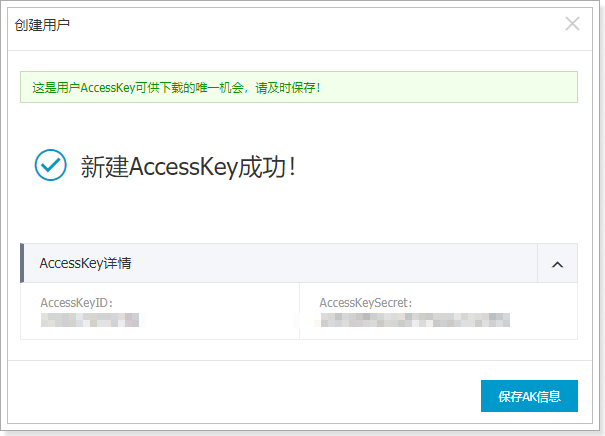 创建用户
这是用户AccessKey可供下载的唯一机会，请及时保存！
新建AccessKey成功！
AccessKey详情
AccessKeyID：
AccessKeySecret：
保存AK信息